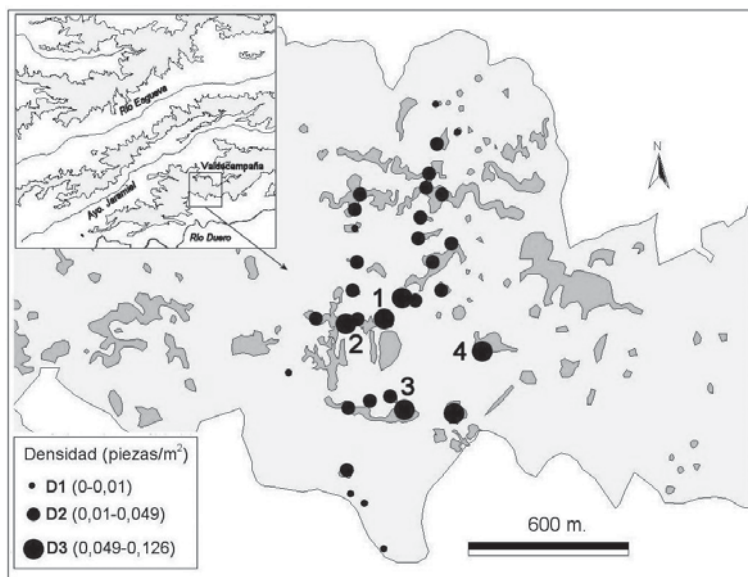 Río Esgueva
Valdecampaña
Ayo. Jaramiel
Río Duero
1
2
4
3
Densidad (piezas/m²)
D1 (0-0,01)
D2 (0,01-0,049)
D3 (0,049-0,126)
600 m.
N